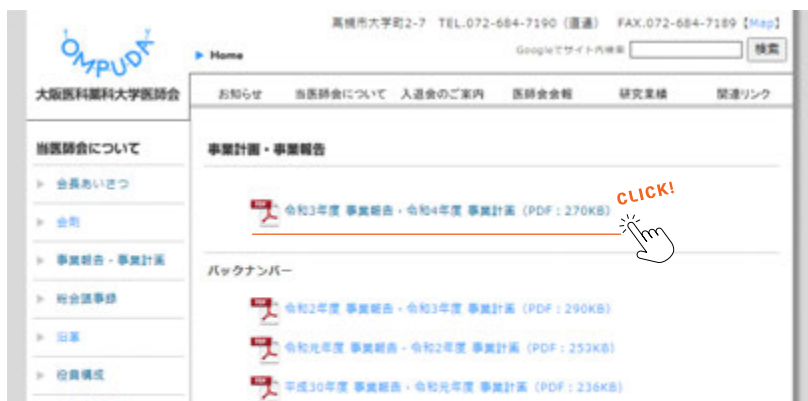 高槻市大学町2-7 TEL.072-684-7190（直通） FAX.072-684-7189【Map】
OMPUDA
Home
Googleでサイト内検索
検索
大阪医科薬科大学医師会
お知らせ 当医師会について 入退会のご案内 医師会会報 研究業績 関連リンク
当医師会について
会長あいさつ
会則
事業報告・事業計画
総会議事録
沿革
役員構成
事業計画・事業報告
令和3年度 事業報告・令和4年度 事業計画（PDF：270KB）
CLICK!
バックナンバー
令和2年度 事業報告・令和3年度 事業計画（PDF：290KB）
令和元年度 事業報告・令和2年度 事業計画（PDF：253KB）
平成30年度 事業報告・令和元年度 事業計画（PDF：236KB）